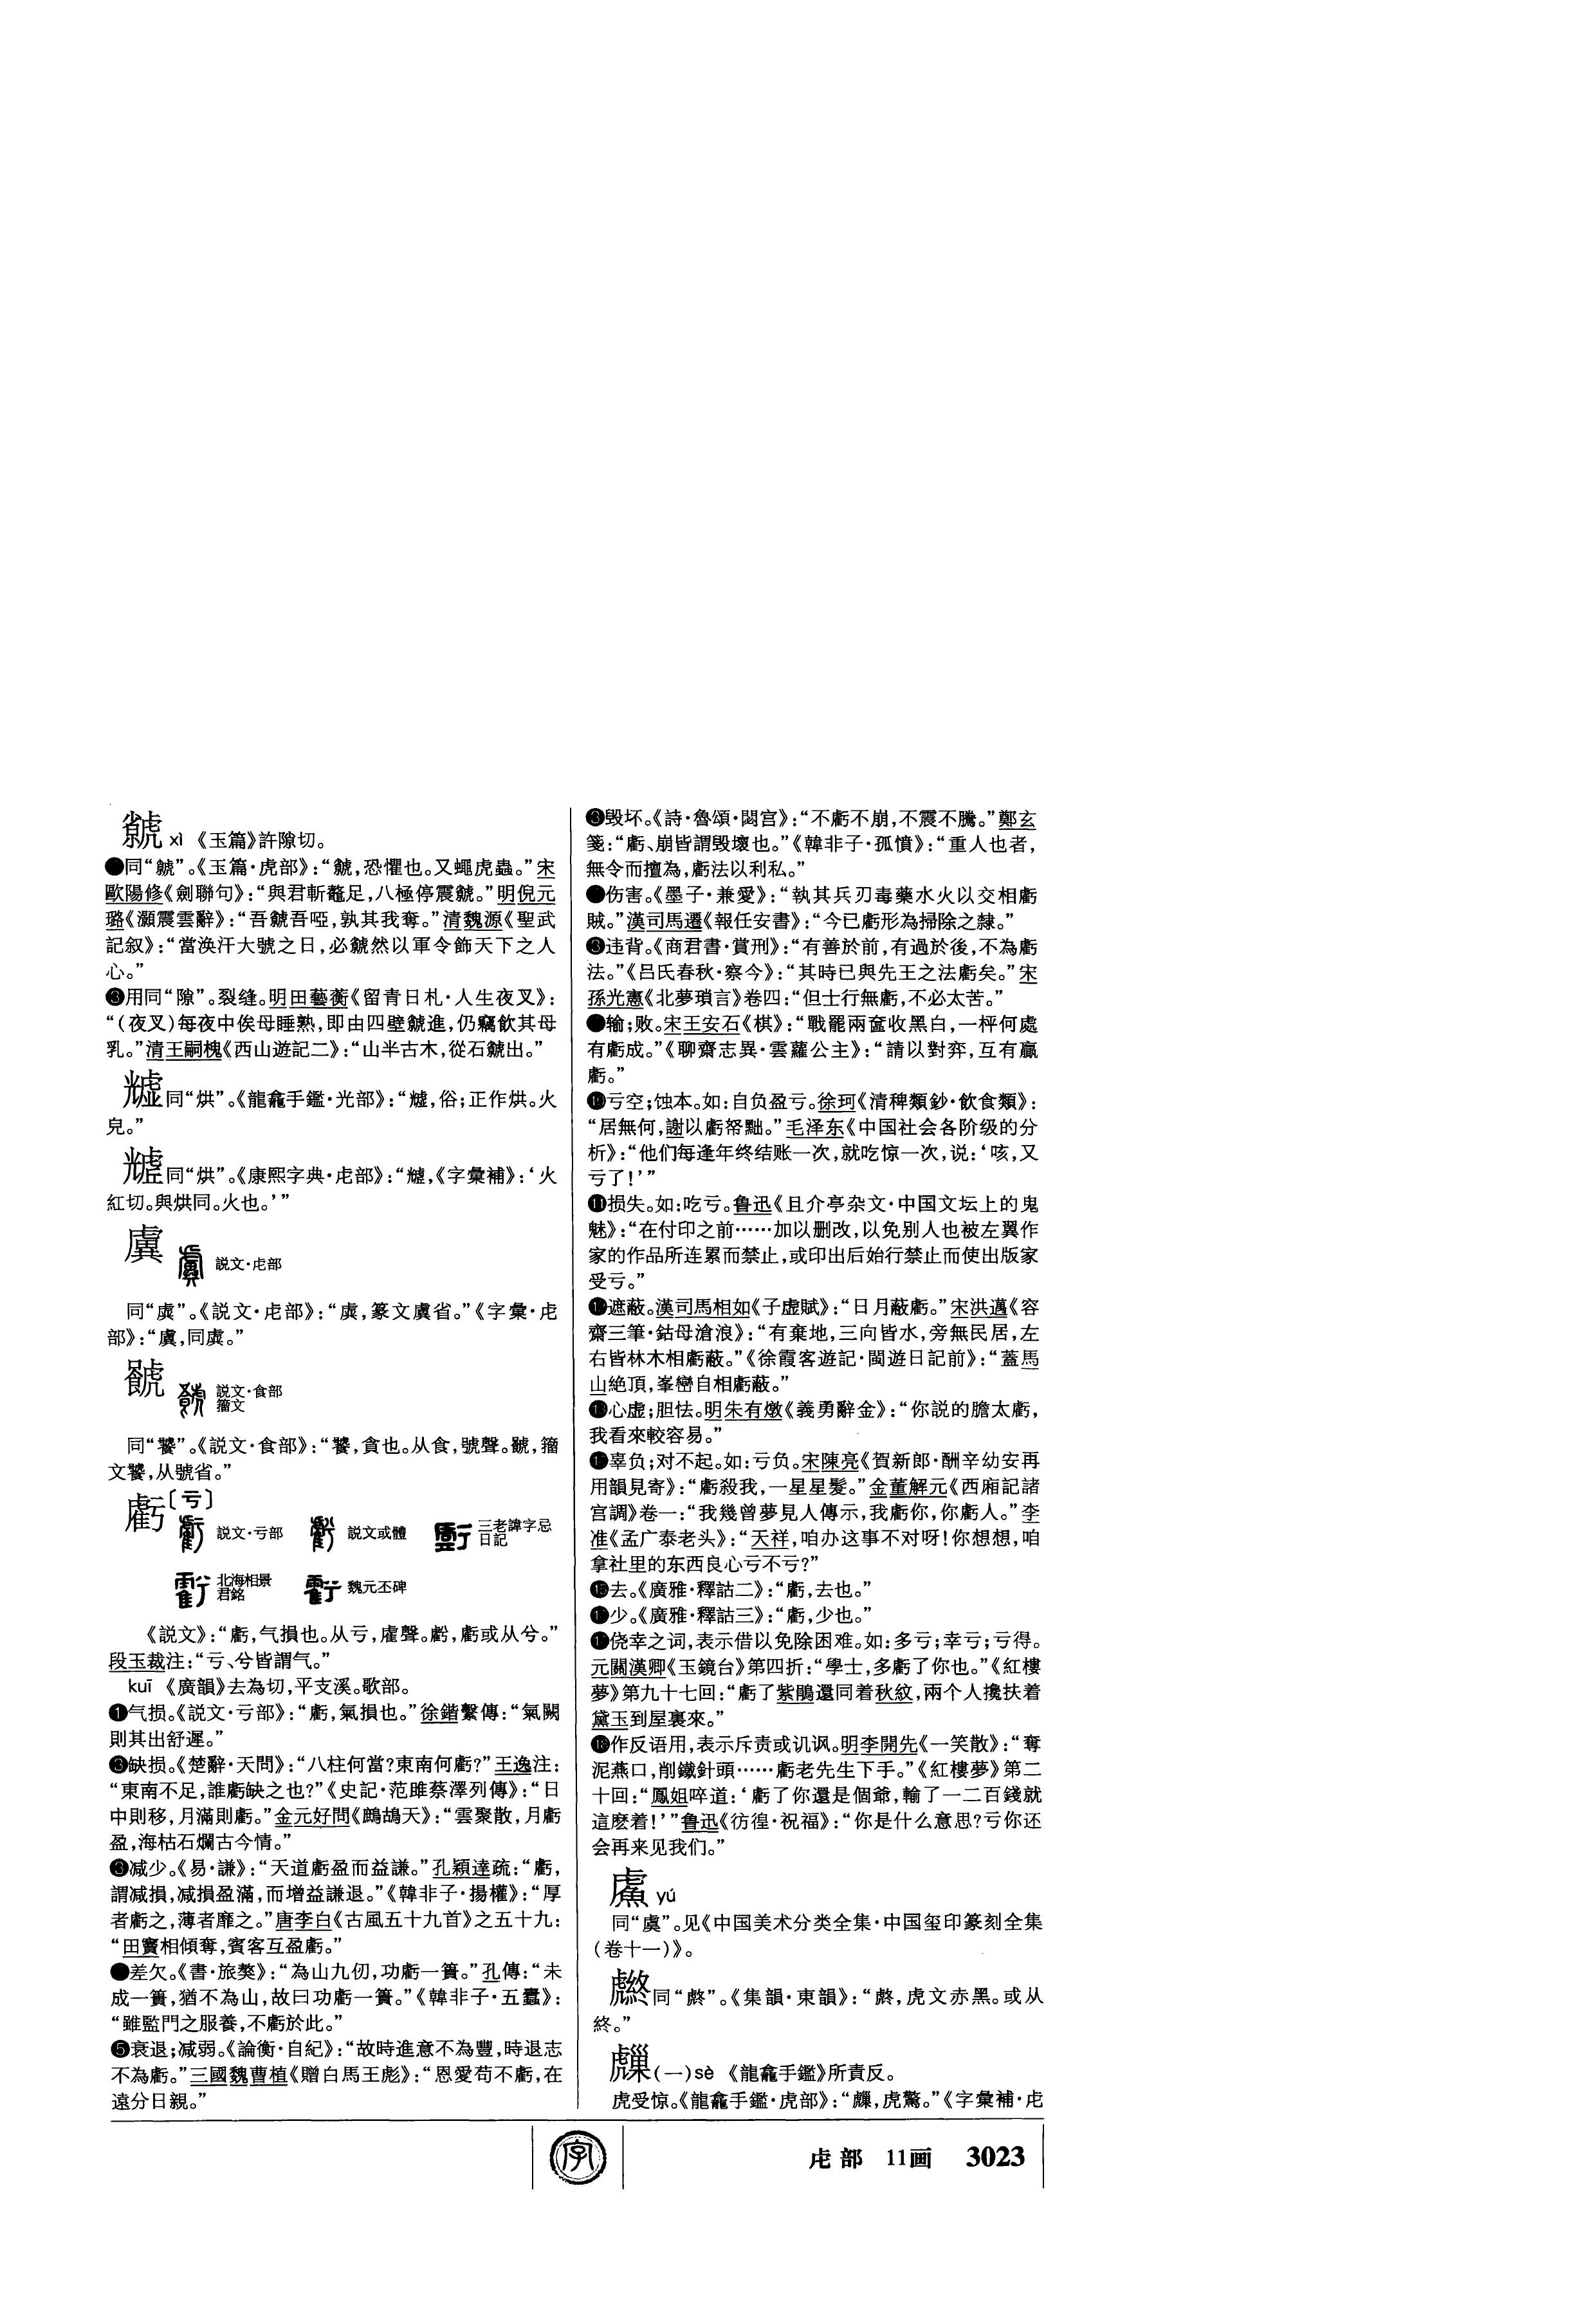 虩 xì 《玉篇》許隙切。
●同“虩”。《玉篇·虎部》：“虩，恐懼也。又蠅虎蟲。”宋
歐陽修《劍聯句》：“與君斬鼇足，八極停震虩。”明倪元
璐《灝震雲辭》：“吾虩吾啞，孰其我奪。”清魏源《聖武
記叙》：“當涣汗大號之日，必虩然以軍令飾天下之人
心。”
❸用同“隙”。裂缝。明田藝蘅《留青日札·人生夜叉》：
“（夜叉）每夜中俟母睡熟，即由四壁虩進，仍竊飲其母
乳。”清王嗣槐《西山遊記二》：“山半古木，從石虩出。”
同“烘”。《龍龕手鑑·光部》：“，俗；正作烘。火
皃。”
同“烘”。《康熙字典·虍部》：“，《字彙補》：‘火
紅切。與烘同。火也。’”
説文·虍部
同“虡”。《説文·虍部》：“虡，篆文虞省。”《字彙·虍
部》：“，同虡。”
説文·食部
籀文
同“饕”。《説文·食部》：“饕，貪也。从食，號聲。，籀
文饕，从號省。”
虧〔亏〕
説文·亏部 説文或體 三老諱字忌
日記
北海相景
君銘 魏元丕碑
《説文》：“虧，气損也。从亏，雐聲。𧇾，虧或从兮。”
段玉裁注：“亏、兮皆謂气。”
kuī 《廣韻》去為切，平支溪。歌部。
❶气损。《説文·亏部》：“虧，氣損也。”徐鍇繫傳：“氣闕
則其出舒遲。”
❸缺损。《楚辭·天問》：“八柱何當？東南何虧？”王逸注：
“東南不足，誰虧缺之也？”《史記·范雎蔡澤列傳》：“日
中則移，月滿則虧。”金元好問《鷓鴣天》：“雲聚散，月虧
盈，海枯石爛古今情。”
❸减少。《易·謙》：“天道虧盈而益謙。”孔穎達疏：“虧，
謂减損，减損盈滿，而增益謙退。”《韓非子·揚權》：“厚
者虧之，薄者靡之。”唐李白《古風五十九首》之五十九：
“田竇相傾奪，賓客互盈虧。”
●差欠。《書·旅獒》：“為山九仞，功虧一簣。”孔傳：“未
成一簣，猶不為山，故曰功虧一簣。”《韓非子·五蠹》：
“雖監門之服養，不虧於此。”
❺衰退；减弱。《論衡·自紀》：“故時進意不為豐，時退志
不為虧。”三國魏曹植《贈白馬王彪》：“恩愛苟不虧，在
遠分日親。”
❸毁坏。《詩·魯頌·閟宫》：“不虧不崩，不震不騰。”鄭玄
箋：“虧、崩皆謂毁壞也。”《韓非子·孤憤》：“重人也者，
無令而擅為，虧法以利私。”
●伤害。《墨子·兼愛》：“執其兵刃毒藥水火以交相虧
賊。”漢司馬遷《報任安書》：“今已虧形為掃除之隸。”
❸违背。《商君書·賞刑》：“有善於前，有過於後，不為虧
法。”《吕氏春秋·察今》：“其時已與先王之法虧矣。”宋
孫光憲《北夢瑣言》卷四：“但士行無虧，不必太苦。”
●输；败。宋王安石《棋》：“戰罷兩奩收黑白，一枰何處
有虧成。”《聊齋志異·雲蘿公主》：“請以對弈，互有贏
虧。”
❿亏空；蚀本。如：自负盈亏。徐珂《清稗類鈔·飲食類》：
“居無何，謝以虧帑黜。”毛泽东《中国社会各阶级的分
析》：“他们每逢年终结账一次，就吃惊一次，说：‘咳，又
亏了！’”
⓫损失。如：吃亏。鲁迅《且介亭杂文·中国文坛上的鬼
魅》：“在付印之前……加以删改，以免别人也被左翼作
家的作品所连累而禁止，或印出后始行禁止而使出版家
受亏。”
●遮蔽。漢司馬相如《子虚賦》：“日月蔽虧。”宋洪邁《容
齋三筆·鈷母滄浪》：“有棄地，三向皆水，旁無民居，左
右皆林木相虧蔽。”《徐霞客遊記·閩遊日記前》：“蓋馬
山絶頂，峯巒自相虧蔽。”
⓭心虚；胆怯。明朱有燉《義勇辭金》：“你説的膽太虧，
我看來較容易。”
●辜负；对不起。如：亏负。宋陳亮《賀新郎·酬辛幼安再
用韻見寄》：“虧殺我，一星星髮。”金董解元《西廂記諸
宫調》卷一：“我幾曾夢見人傳示，我虧你，你虧人。”李
准《孟广泰老头》：“天祥，咱办这事不对呀！你想想，咱
拿社里的东西良心亏不亏？”
⓯去。《廣雅·釋詁二》：“虧，去也。”
●少。《廣雅·釋詁三》：“虧，少也。”
●侥幸之词，表示借以免除困难。如：多亏；幸亏；亏得。
元關漢卿《玉鏡台》第四折：“學士，多虧了你也。”《紅樓
夢》第九十七回：“虧了紫鵑還同着秋紋，兩个人攙扶着
黛玉到屋裏來。”
⓲作反语用，表示斥责或讥讽。明李開先《一笑散》：“奪
泥燕口，削鐵針頭……虧老先生下手。”《紅樓夢》第二
十回：“鳳姐啐道：‘虧了你還是個爺，輸了一二百錢就
這麽着！’”鲁迅《彷徨·祝福》：“你是什么意思？亏你还
会再来见我们。”
yú
同“虞”。见《中国美术分类全集·中国玺印篆刻全集
（卷十一）》。
同“”。《集韻·東韻》：“，虎文赤黑。或从
終。”
（一）sè 《龍龕手鑑》所責反。
虎受惊。《龍龕手鑑·虎部》：“，虎驚。”《字彙補·虍
字
虍部 11画 3023